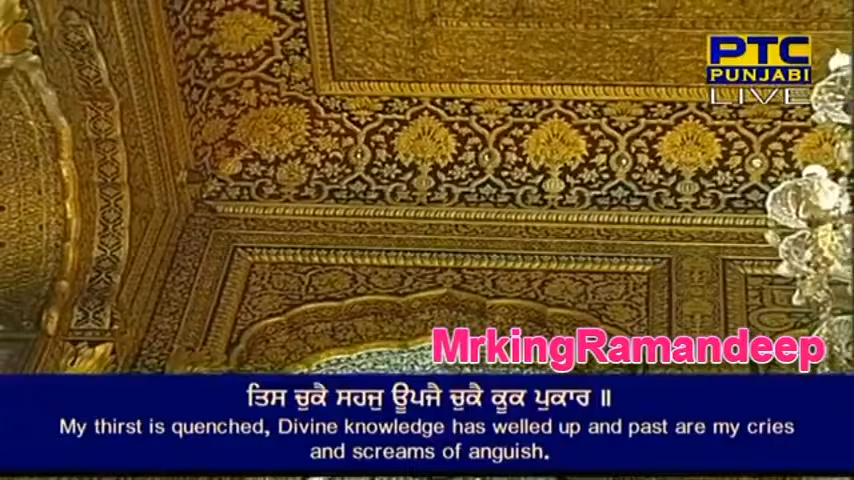 PTC
PUNJABI
LIVE
MrkingRamandeep
ਤਿਸ ਚੁਕੈ ਸਹਜੁ ਊਪਜੈ ਚੁਕੈ ਕੂਕ ਪੁਕਾਰ ॥
My thirst is quenched, Divine knowledge has welled up and past are my cries
and screams of anguish.